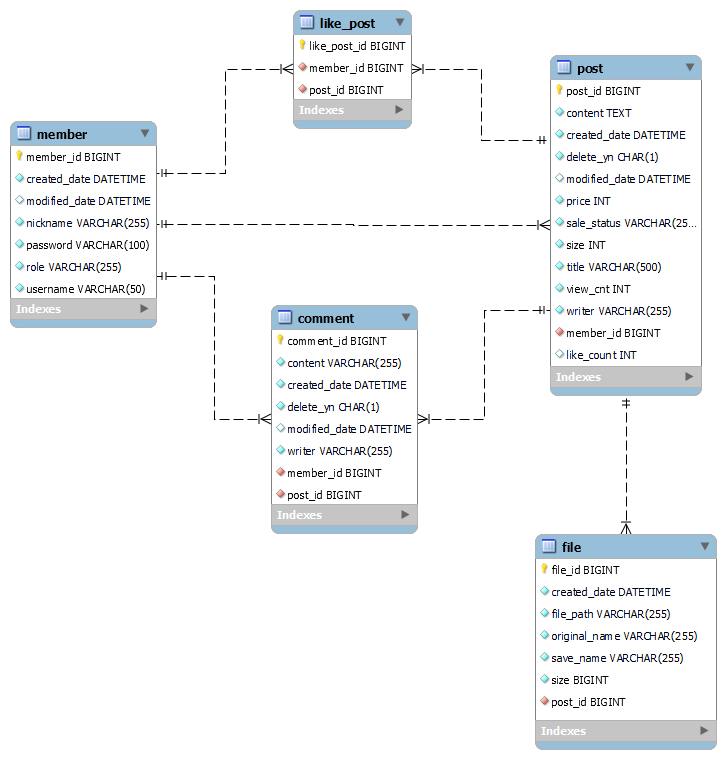 like_post
like_post_id BIGINT
member_id BIGINT
post_id BIGINT
Indexes
post
post_id BIGINT
content TEXT
created_date DATETIME
delete_yn CHAR(1)
modified_date DATETIME
price INT
sale_status VARCHAR(25...
size INT
title VARCHAR(500)
view_cnt INT
writer VARCHAR(255)
member_id BIGINT
like_count INT
Indexes
member
member_id BIGINT
created_date DATETIME
modified_date DATETIME
nickname VARCHAR(255)
password VARCHAR(100)
role VARCHAR(255)
username VARCHAR(50)
Indexes
comment
comment_id BIGINT
content VARCHAR(255)
created_date DATETIME
delete_yn CHAR(1)
modified_date DATETIME
writer VARCHAR(255)
member_id BIGINT
post_id BIGINT
Indexes
file
file_id BIGINT
created_date DATETIME
file_path VARCHAR(255)
original_name VARCHAR(255)
save_name VARCHAR(255)
size BIGINT
post_id BIGINT
Indexes